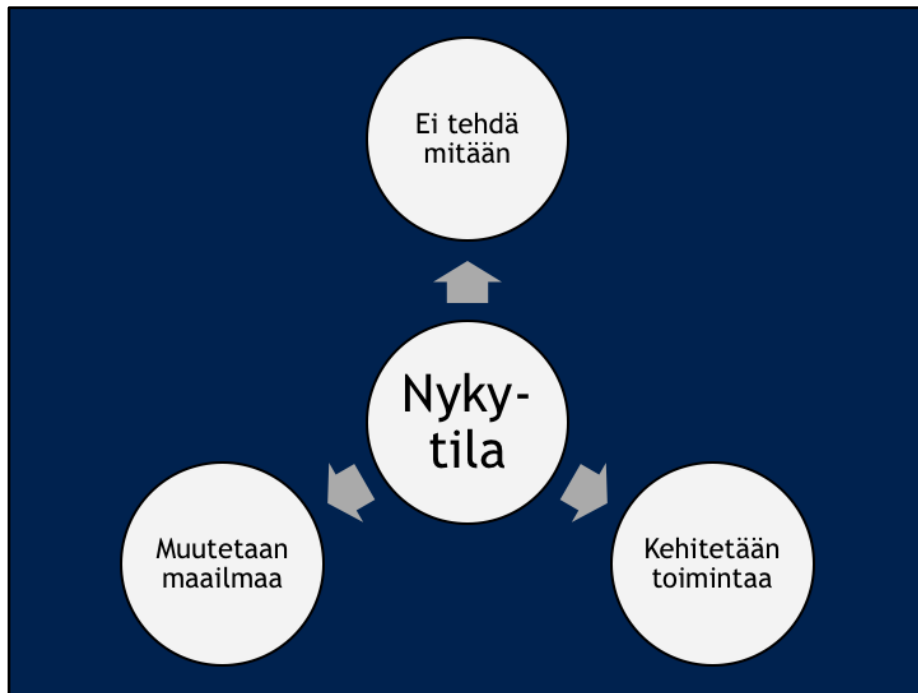 Ei tehdä
mitään
Nyky-
tila
Muutetaan
maailmaa
Kehitetään
toimintaa